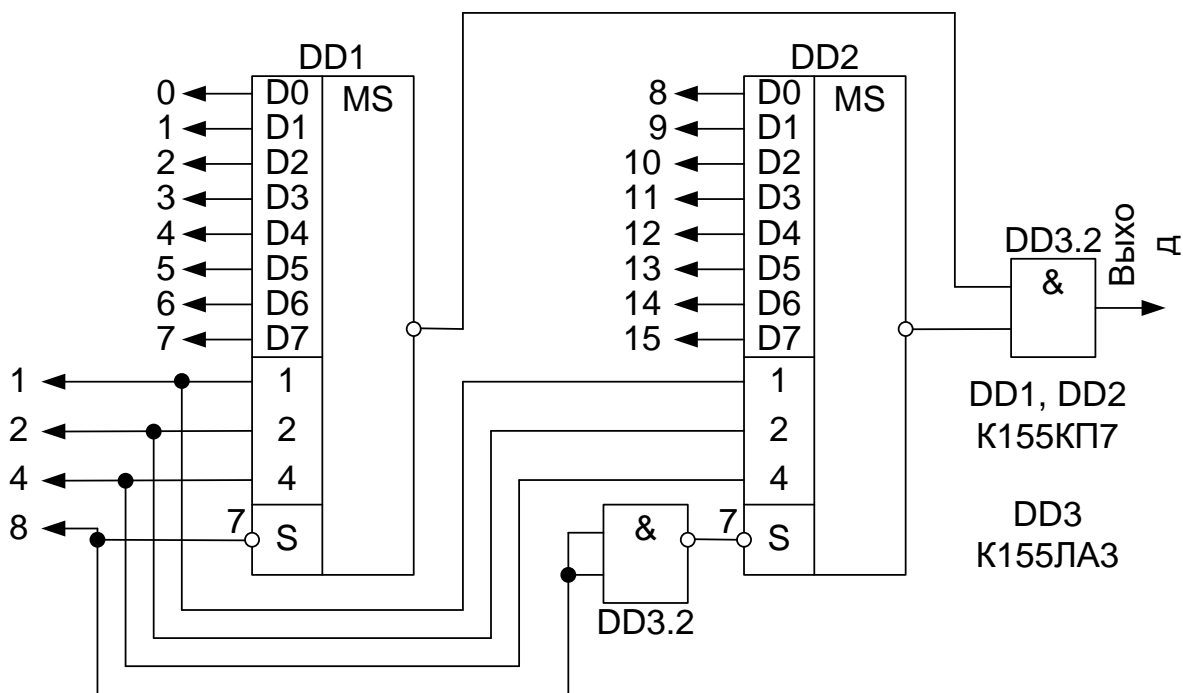 DD1
0 D0 MS
1 D1
2 D2
3 D3
4 D4
5 D5
6 D6
7 D7
1 1
2 2
4 4
8 7 S
DD2
8 D0 MS
9 D1
10 D2
11 D3
12 D4
13 D5
14 D6
15 D7
1
2
4
7 S
&
DD3.2
DD3.2
&
Выхо
д
DD1, DD2
К155КП7
DD3
К155ЛА3